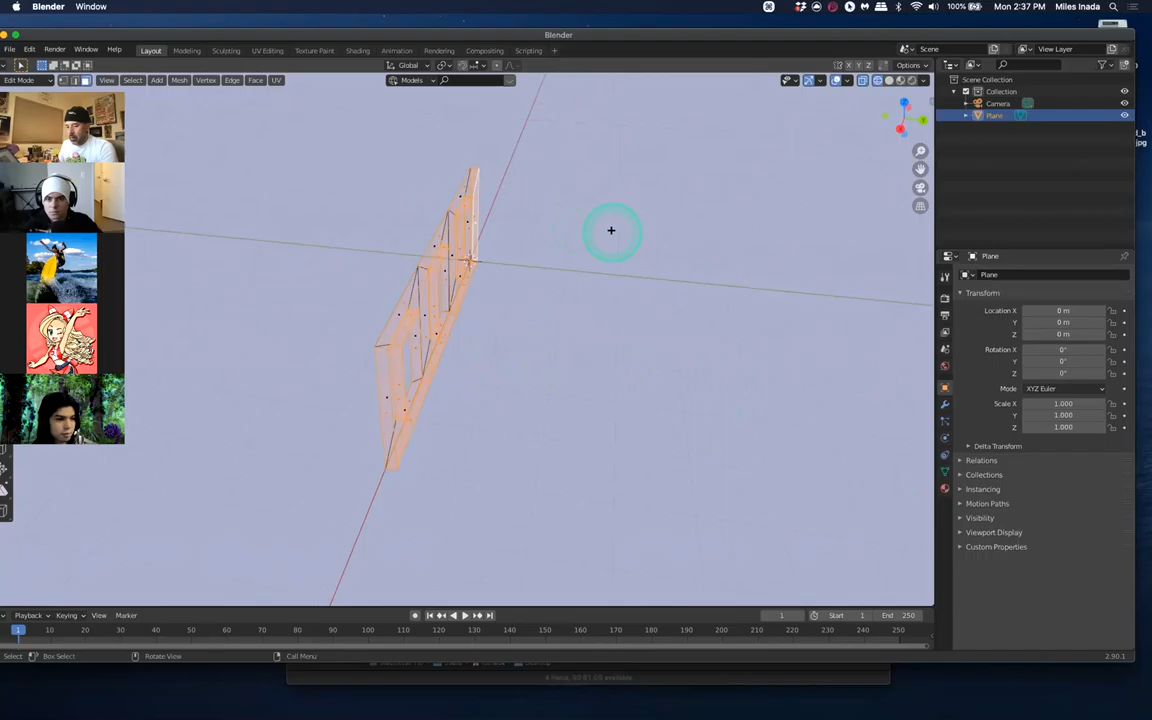 Blender Window 100% Mon 2:37 PM Miles Inada
Blender
File Edit Render Window Help Layout Modeling Sculpting UV Editing Texture Paint Shading Animation Rendering Compositing Scripting + Scene View Layer
Global X Y Z Options
Edit Mode View Select Add Mesh Vertex Edge Face UV Models
Scene Collection
Collection
Camera
Plane
Plane
Plane
Transform
Location X 0 m
Y 0 m
Z 0 m
Rotation X 0°
Y 0°
Z 0°
Mode XYZ Euler
Scale X 1.000
Y 1.000
Z 1.000
Delta Transform
Relations
Collections
Instancing
Motion Paths
Visibility
Viewport Display
Custom Properties
Playback Keying View Marker 1 Start 1 End 250
1 10 20 30 40 50 60 70 80 90 100 110 120 130 140 150 160 170 180 190 200 210 220 230 240 250
Select Box Select Rotate View Call Menu 2.90.1